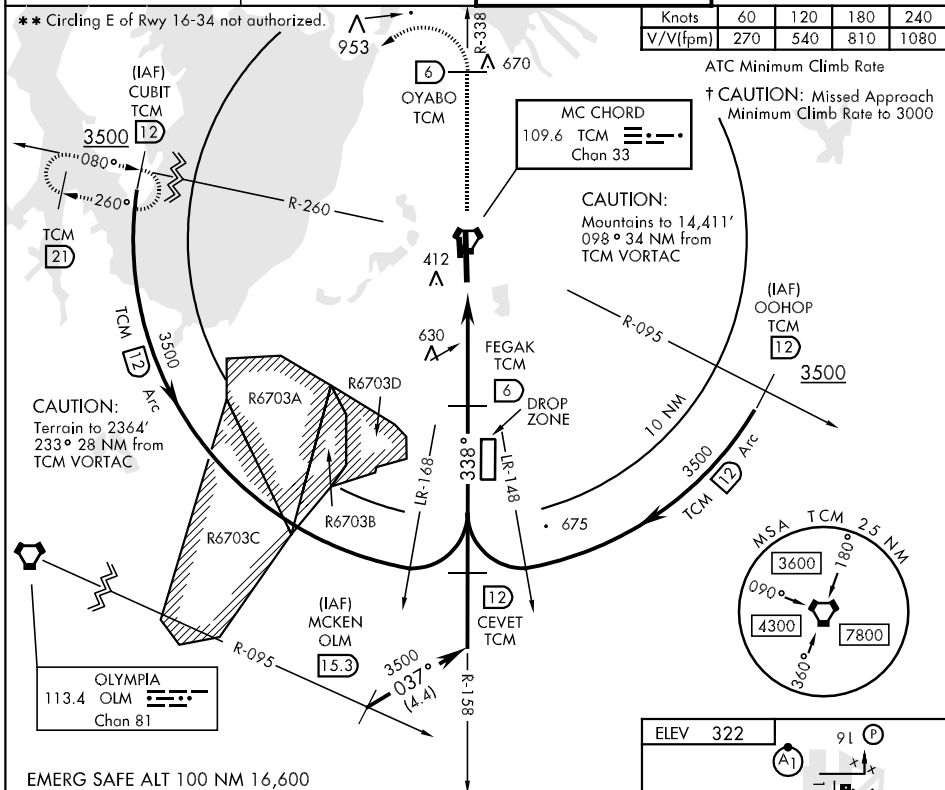 ** Circling E of Rwy 16-34 not authorized.
953
R-338
670
6
OYABO
TCM
Knots 60 120 180 240
V/V(fpm) 270 540 810 1080
ATC Minimum Climb Rate
† CAUTION: Missed Approach
Minimum Climb Rate to 3000
(IAF)
CUBIT
TCM
12
3500
080°
260°
R-260
TCM
21
MC CHORD
109.6 TCM
Chan 33
CAUTION:
Mountains to 14,411'
098° 34 NM from
TCM VORTAC
412
630
FEGAK
TCM
6
DROP
ZONE
R-095
(IAF)
OOHOP
TCM
12
3500
TCM 12 Arc
3500
CAUTION:
Terrain to 2364'
233° 28 NM from
TCM VORTAC
R6703A
R6703D
R6703B
R6703C
LR-168
338°
LR-148
10 NM
3500
TCM 12 Arc
675
12
CEVET
TCM
MSA TCM 25 NM
3600
180°
090°
4300
7800
360°
(IAF)
MCKEN
OLM
15.3
R-095
3500
037°
(4.4)
R-158
OLYMPIA
113.4 OLM
Chan 81
EMERG SAFE ALT 100 NM 16,600
ELEV 322
A1
16
P